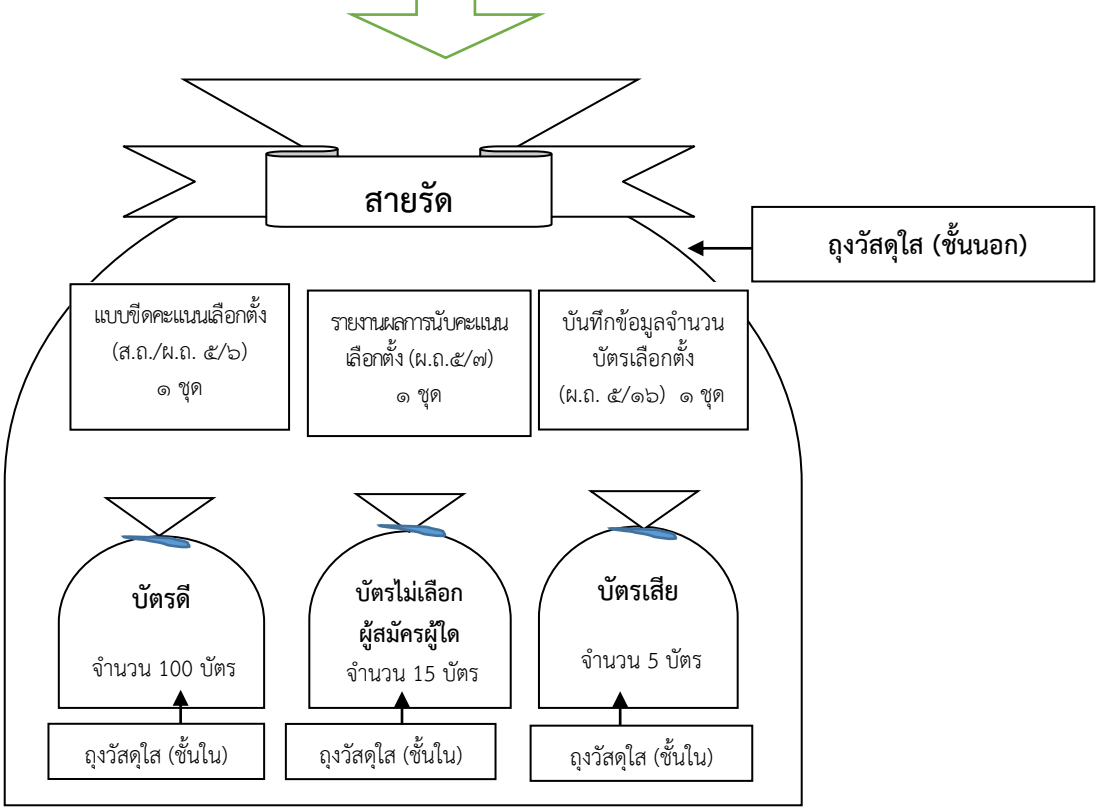 สายรัด
ถุงวัสดุใส (ชั้นนอก)
แบบขีดคะแนนเลือกตั้ง
(ส.ถ./ผ.ถ. ๕/๖)
๑ ชุด
รายงานผลการนับคะแนน
เลือกตั้ง (ผ.ถ.๕/๗)
๑ ชุด
บันทึกข้อมูลจำนวน
บัตรเลือกตั้ง
(ผ.ถ. ๕/๑๖) ๑ ชุด
บัตรดี
จำนวน 100 บัตร
บัตรไม่เลือก
ผู้สมัครผู้ใด
จำนวน 15 บัตร
บัตรเสีย
จำนวน 5 บัตร
ถุงวัสดุใส (ชั้นใน)
ถุงวัสดุใส (ชั้นใน)
ถุงวัสดุใส (ชั้นใน)